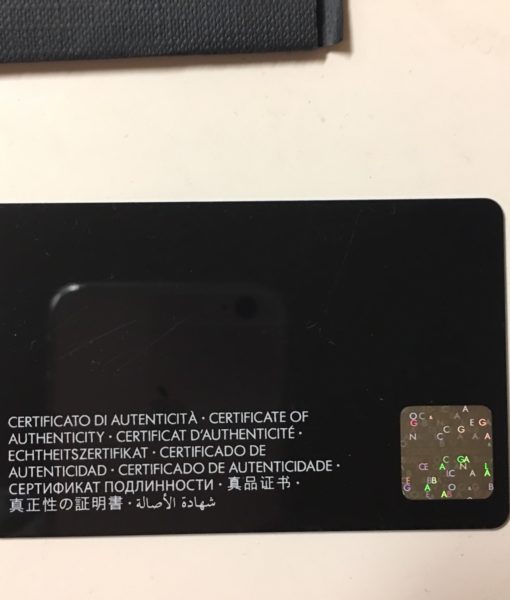 CERTIFICATO DI AUTENTICITÀ · CERTIFICATE OF
AUTHENTICITY · CERTIFICAT D'AUTHENTICITÉ ·
ECHTHEITSZERTIFIKAT · CERTIFICADO DE
AUTENTICIDAD · CERTIFICADO DE AUTENTICIDADE ·
СЕРТИФИКАТ ПОДЛИННОСТИ · 真品证书 ·
真正性の証明書 · شهادة الأصالة